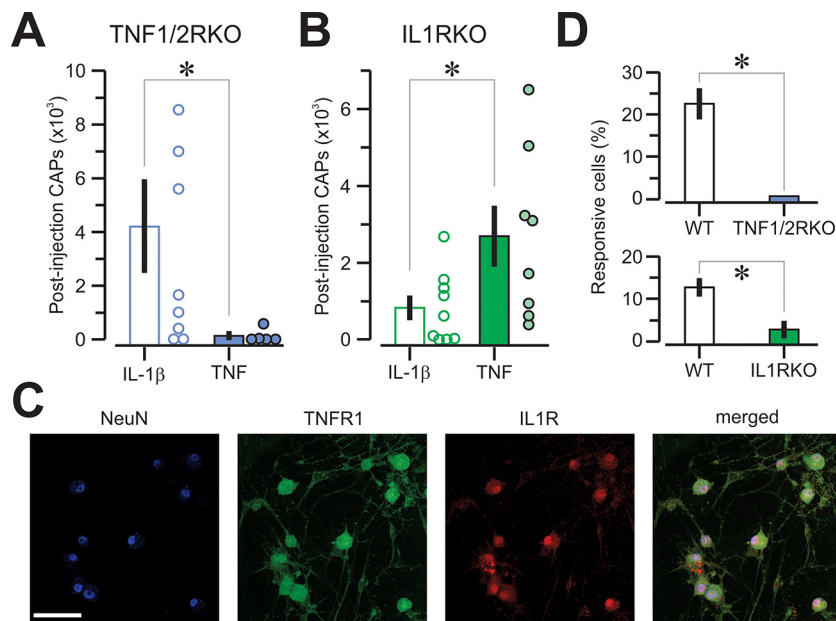 A
TNF1/2RKO
Post-injection CAPs (x10³)
10
8
6
4
2
0
*
IL-1β
TNF
B
IL1RKO
Post-injection CAPs (x10³)
6
4
2
0
*
IL-1β
TNF
D
Responsive cells (%)
30
20
10
0
*
WT
TNF1/2RKO
20
10
0
*
WT
IL1RKO
C
NeuN
TNFR1
IL1R
merged